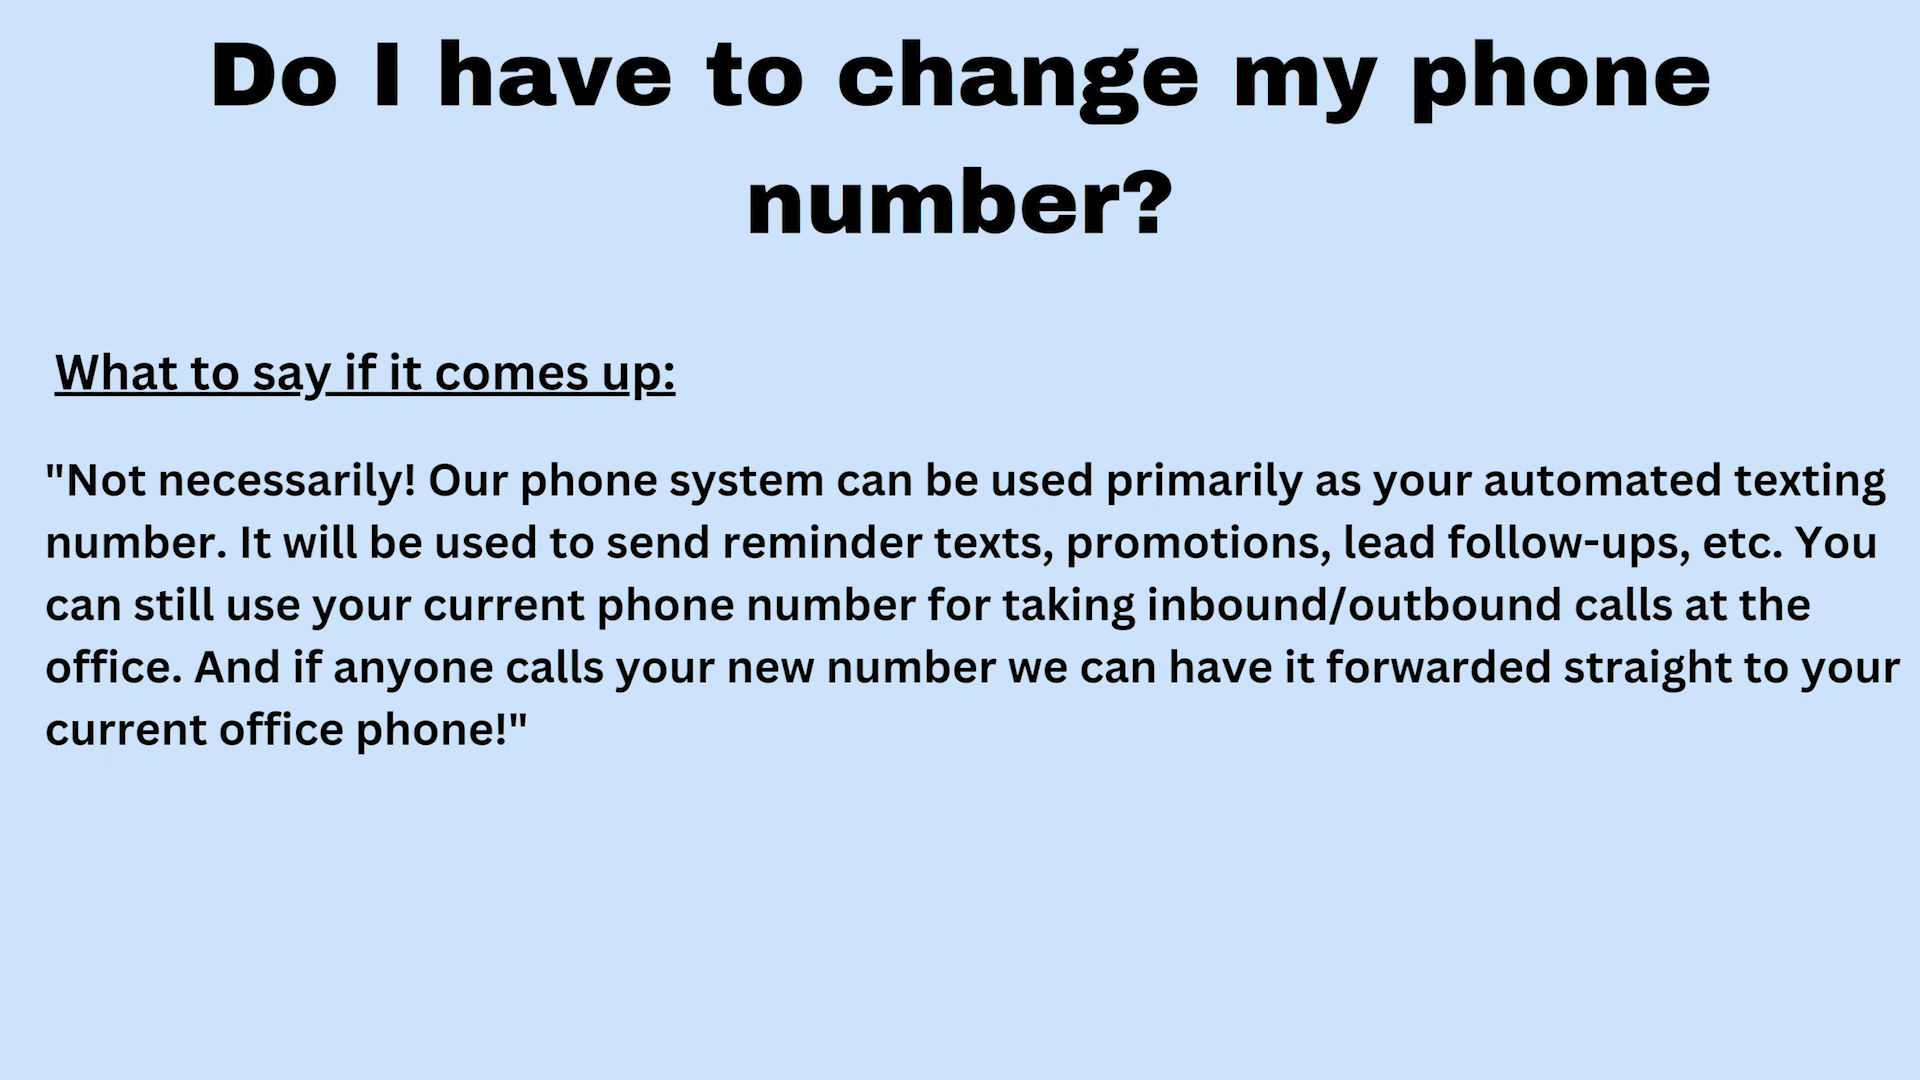 Do I have to change my phone
number?
What to say if it comes up:
"Not necessarily! Our phone system can be used primarily as your automated texting
number. It will be used to send reminder texts, promotions, lead follow-ups, etc. You
can still use your current phone number for taking inbound/outbound calls at the
office. And if anyone calls your new number we can have it forwarded straight to your
current office phone!"